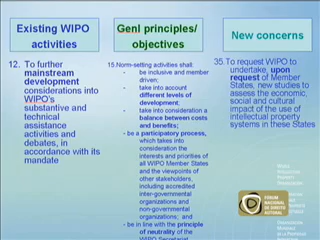 Existing WIPO
activities
Genl principles/
objectives
New concerns
12. To further
mainstream
development
considerations into
WIPO's
substantive and
technical
assistance
activities and
debates, in
accordance with its
mandate
15.Norm-setting activities shall:
- be inclusive and member
driven;
- take into account
different levels of
development;
- take into consideration a
balance between costs
and benefits;
- be a participatory process,
which takes into
consideration the
interests and priorities of
all WIPO Member States
and the viewpoints of
other stakeholders,
including accredited
inter-governmental
organizations and
non-governmental
organizations; and
- be in line with the principle
of neutrality of the
WIPO Secretariat
35.To request WIPO to
undertake, upon
request of Member
States, new studies to
assess the economic,
social and cultural
impact of the use of
intellectual property
systems in these States
FÓRUM
NACIONAL
DE DIREITO
AUTORAL